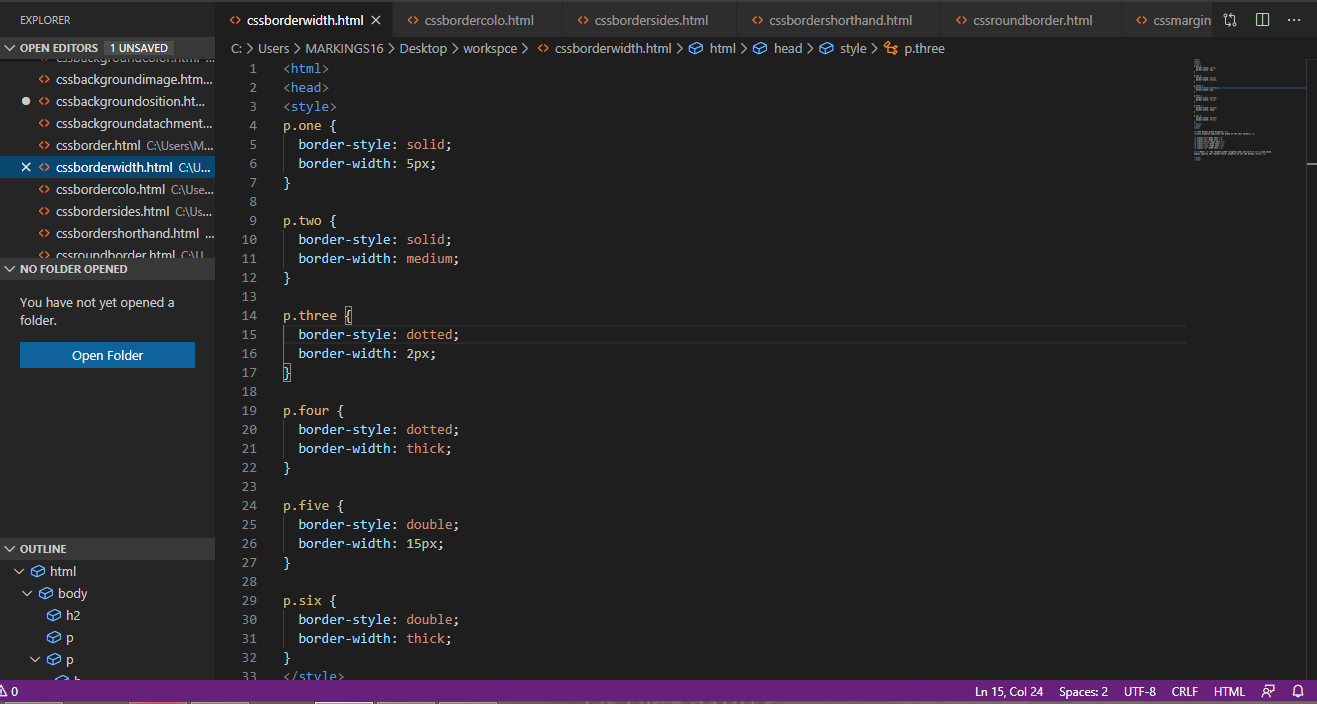 EXPLORER
cssborderwidth.html
cssbordercolo.html
cssbordersides.html
cssbordershorthand.html
cssroundborder.html
cssmargin
OPEN EDITORS 1 UNSAVED
cssbackgroundcolor.html ...
cssbackgroundimage.htm...
cssbackgroundosition.ht...
cssbackgroundatachment...
cssborder.html C:\Users\M...
cssborderwidth.html C:\U...
cssbordercolo.html C:\Use...
cssbordersides.html C:\Us...
cssbordershorthand.html ...
cssroundborder.html C:\U...
NO FOLDER OPENED
You have not yet opened a
folder.
Open Folder
OUTLINE
html
body
h2
p
p
C: > Users > MARKINGS16 > Desktop > workspce > cssborderwidth.html > html > head > style > p.three
1 <html>
2 <head>
3 <style>
4 p.one {
5 border-style: solid;
6 border-width: 5px;
7 }
8
9 p.two {
10 border-style: solid;
11 border-width: medium;
12 }
13
14 p.three {
15 border-style: dotted;
16 border-width: 2px;
17 }
18
19 p.four {
20 border-style: dotted;
21 border-width: thick;
22 }
23
24 p.five {
25 border-style: double;
26 border-width: 15px;
27 }
28
29 p.six {
30 border-style: double;
31 border-width: thick;
32 }
33 </style>
0
Ln 15, Col 24 Spaces: 2 UTF-8 CRLF HTML